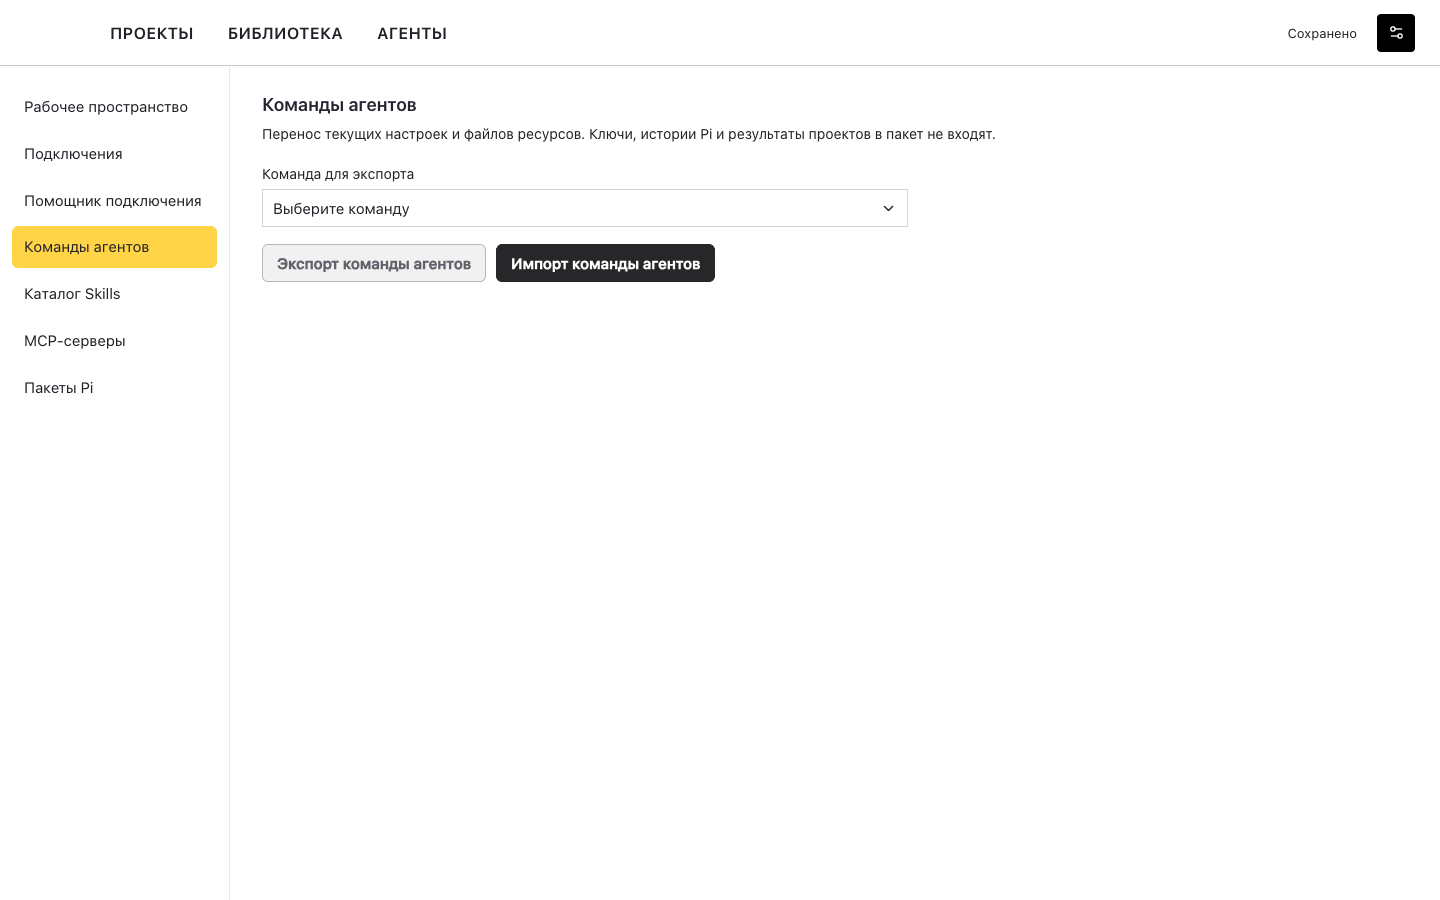 ПРОЕКТЫ БИБЛИОТЕКА АГЕНТЫ Сохранено
Рабочее пространство
Подключения
Помощник подключения
Команды агентов
Каталог Skills
MCP-серверы
Пакеты Pi
Команды агентов
Перенос текущих настроек и файлов ресурсов. Ключи, истории Pi и результаты проектов в пакет не входят.
Команда для экспорта
Выберите команду
Экспорт команды агентов Импорт команды агентов